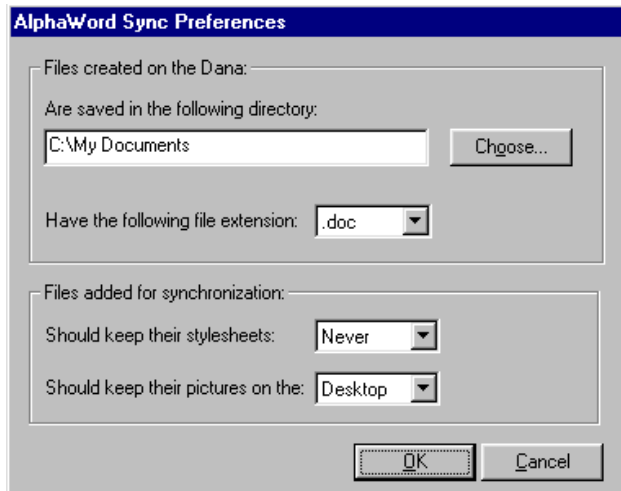 AlphaWord Sync Preferences
Files created on the Dana:
Are saved in the following directory:
C:\My Documents
Choose...
Have the following file extension: .doc
Files added for synchronization:
Should keep their stylesheets: Never
Should keep their pictures on the: Desktop
OK Cancel